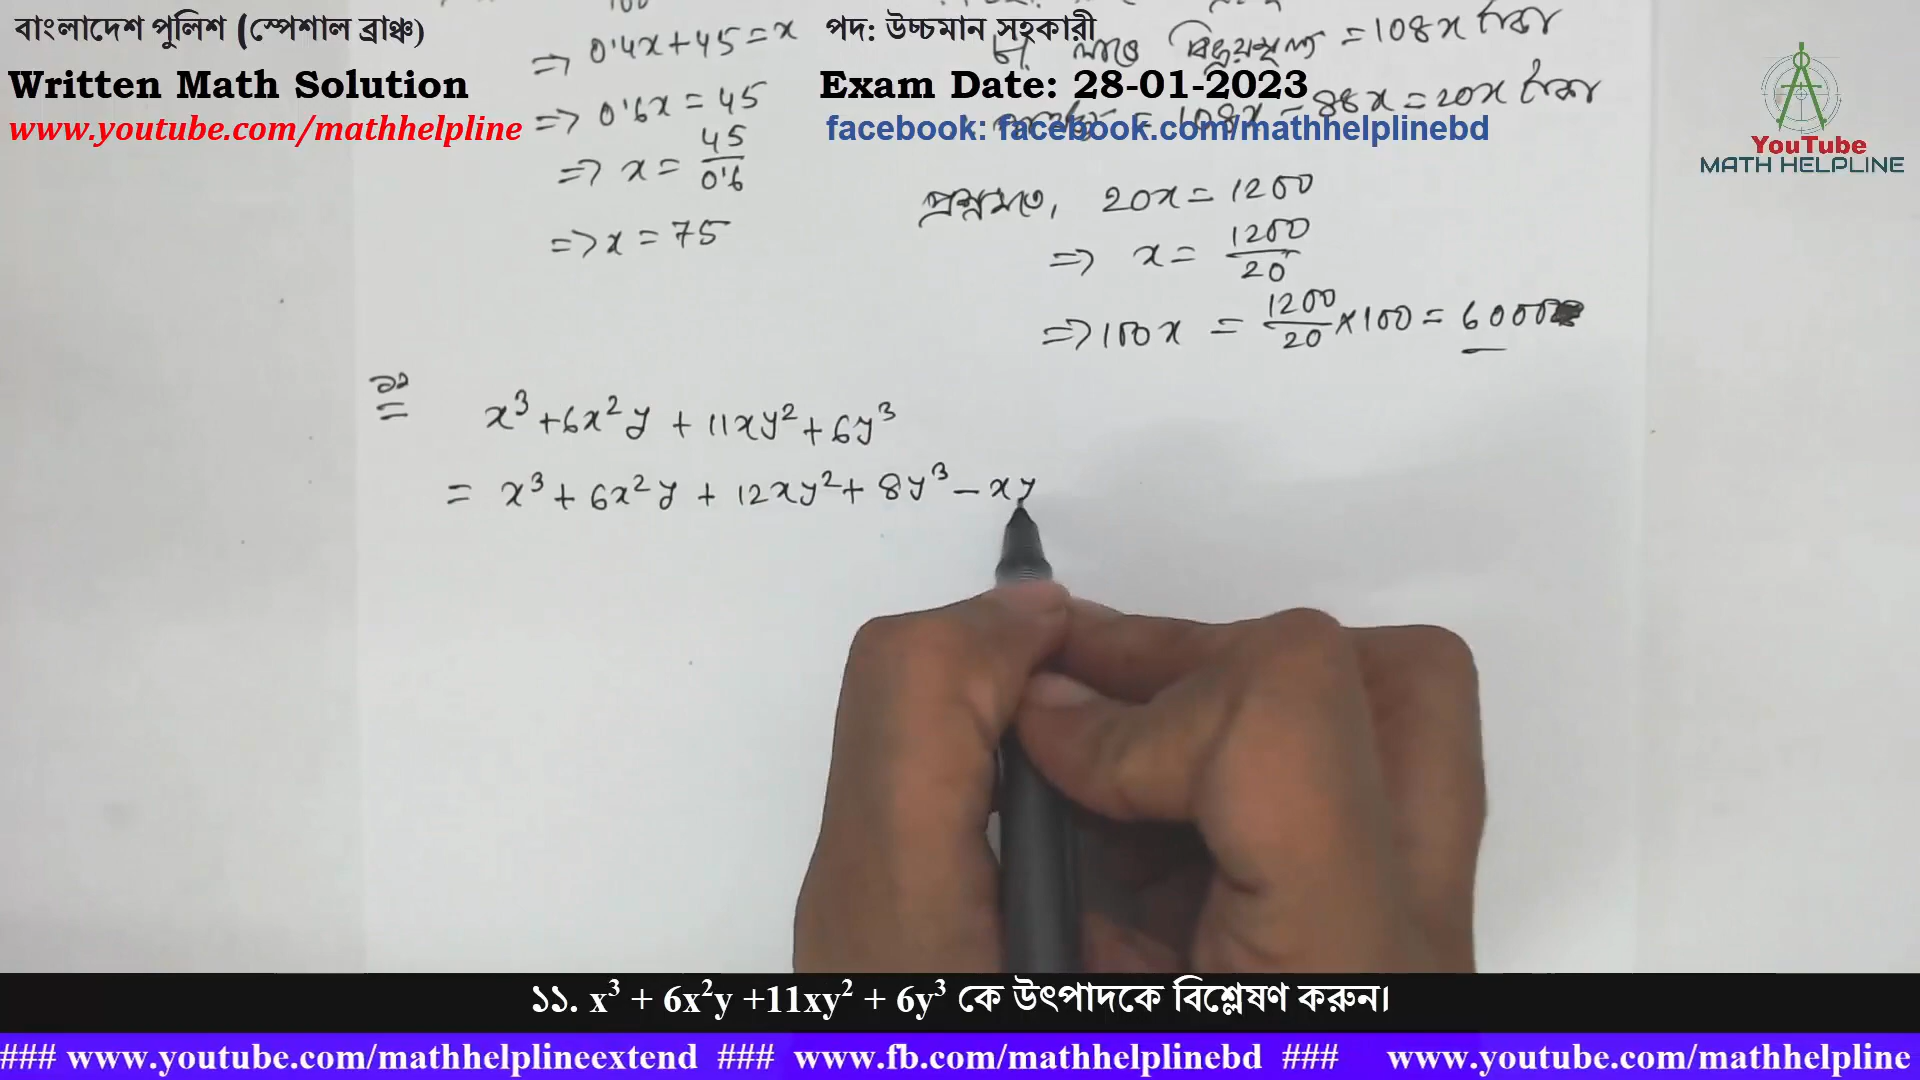 বাংলাদেশ পুলিশ (স্পেশাল ব্রাঞ্চ)
পদ: উচ্চমান সহকারী
Written Math Solution
Exam Date: 28-01-2023
www.youtube.com/mathhelpline
facebook: facebook.com/mathhelplinebd
YouTube
MATH HELPLINE
=> 0.4x + 45 = x
=> 0.6x = 45
=> x = 45/0.6
=> x = 75
লাভে বিক্রয়মূল্য = 108x টাকা
= 108x - 88x = 20x টাকা
প্রশ্নমতে, 20x = 1200
=> x = 1200/20
=> 100x = 1200/20 × 100 = 6000
১১
x³ + 6x²y + 11xy² + 6y³
= x³ + 6x²y + 12xy² + 8y³ - xy
১১. x³ + 6x²y +11xy² + 6y³ কে উৎপাদকে বিশ্লেষণ করুন।
### www.youtube.com/mathhelplineextend ### www.fb.com/mathhelplinebd ### www.youtube.com/mathhelpline